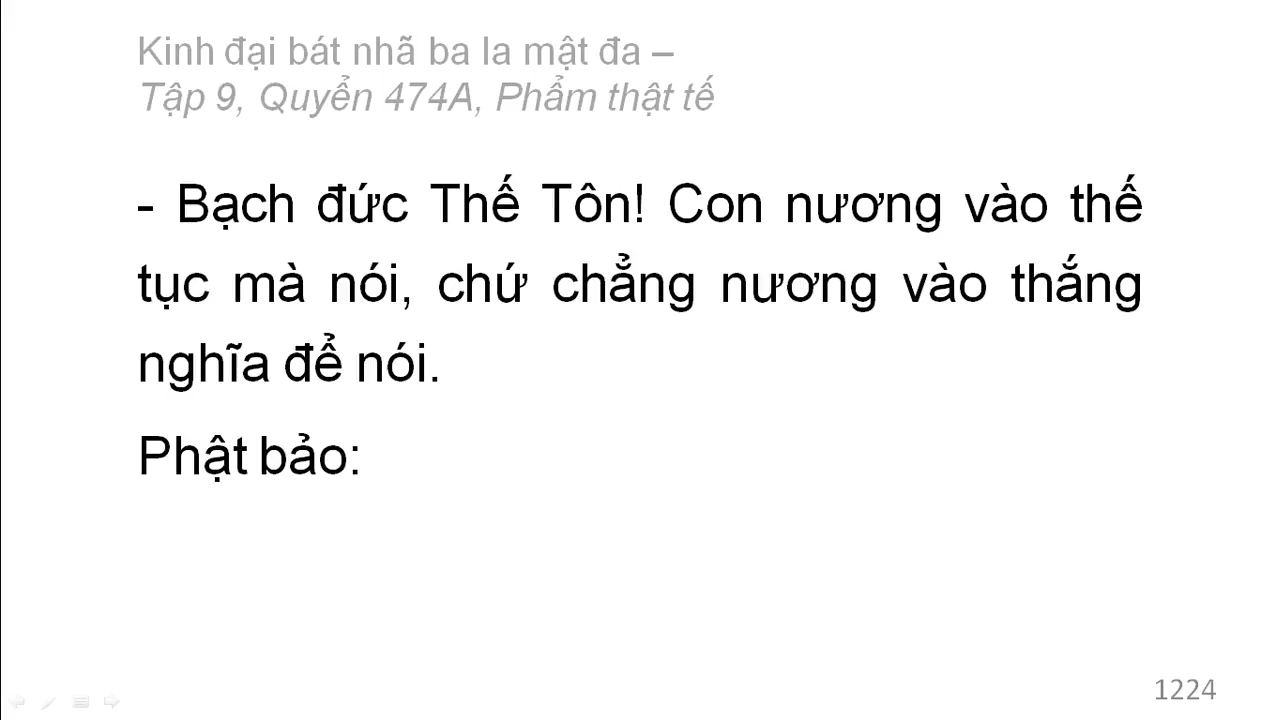 Kinh đại bát nhã ba la mật đa –
Tập 9, Quyển 474A, Phẩm thật tế
- Bạch đức Thế Tôn! Con nương vào thế
tục mà nói, chứ chẳng nương vào thắng
nghĩa để nói.
Phật bảo:
1224